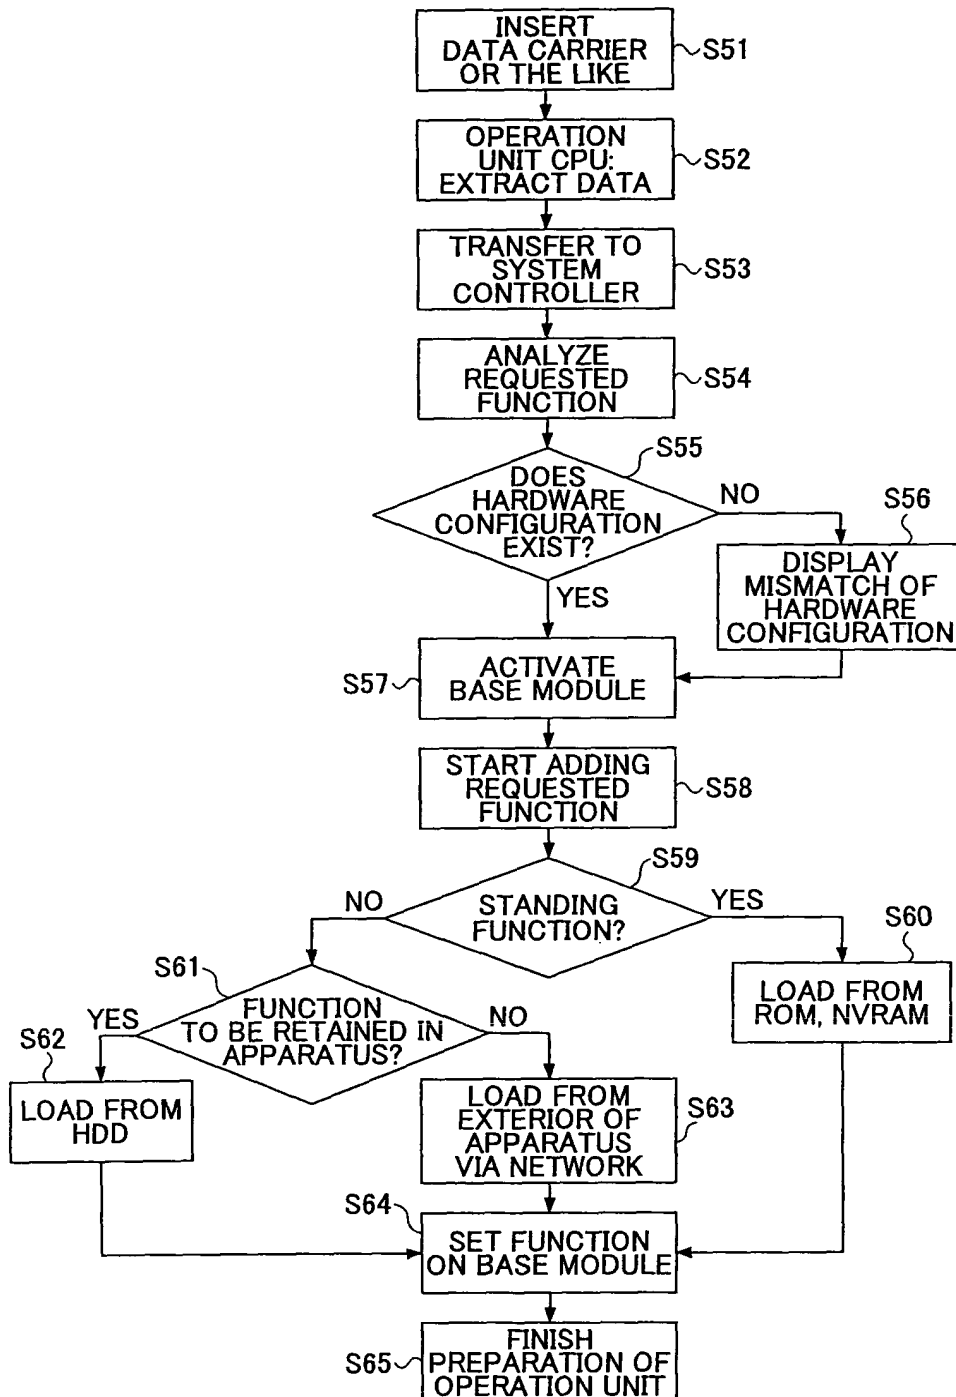 INSERT
DATA CARRIER
OR THE LIKE
S51
OPERATION
UNIT CPU:
EXTRACT DATA
S52
TRANSFER TO
SYSTEM
CONTROLLER
S53
ANALYZE
REQUESTED
FUNCTION
S54
S55
DOES
HARDWARE
CONFIGURATION
EXIST?
NO
S56
DISPLAY
MISMATCH OF
HARDWARE
CONFIGURATION
YES
S57
ACTIVATE
BASE MODULE
START ADDING
REQUESTED
FUNCTION
S58
S59
NO
STANDING
FUNCTION?
YES
S60
LOAD FROM
ROM, NVRAM
S61
YES
FUNCTION
TO BE RETAINED IN
APPARATUS?
NO
S62
LOAD FROM
HDD
LOAD FROM
EXTERIOR OF
APPARATUS
VIA NETWORK
S63
S64
SET FUNCTION
ON BASE MODULE
S65
FINISH
PREPARATION OF
OPERATION UNIT